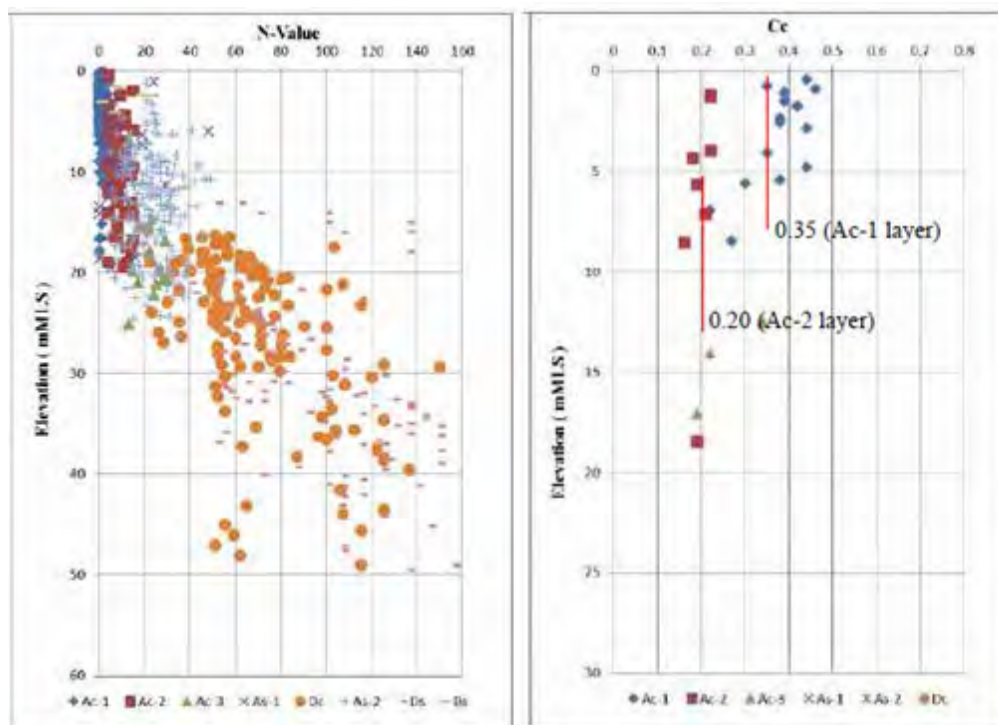 N-Value
0 20 40 60 80 100 120 140 160
0
10
20
30
40
50
60
Elevation ( mMLS )
Ac-1 Ac-2 Ac-3 As-1 Dc As-2 Ds Ds
Cc
0 0.1 0.2 0.3 0.4 0.5 0.6 0.7 0.8
0
5
10
15
20
25
30
Elevation ( mMLS )
0.35 (Ac-1 layer)
0.20 (Ac-2 layer)
Ac-1 Ac-2 Ac-3 As-1 As-2 Dc